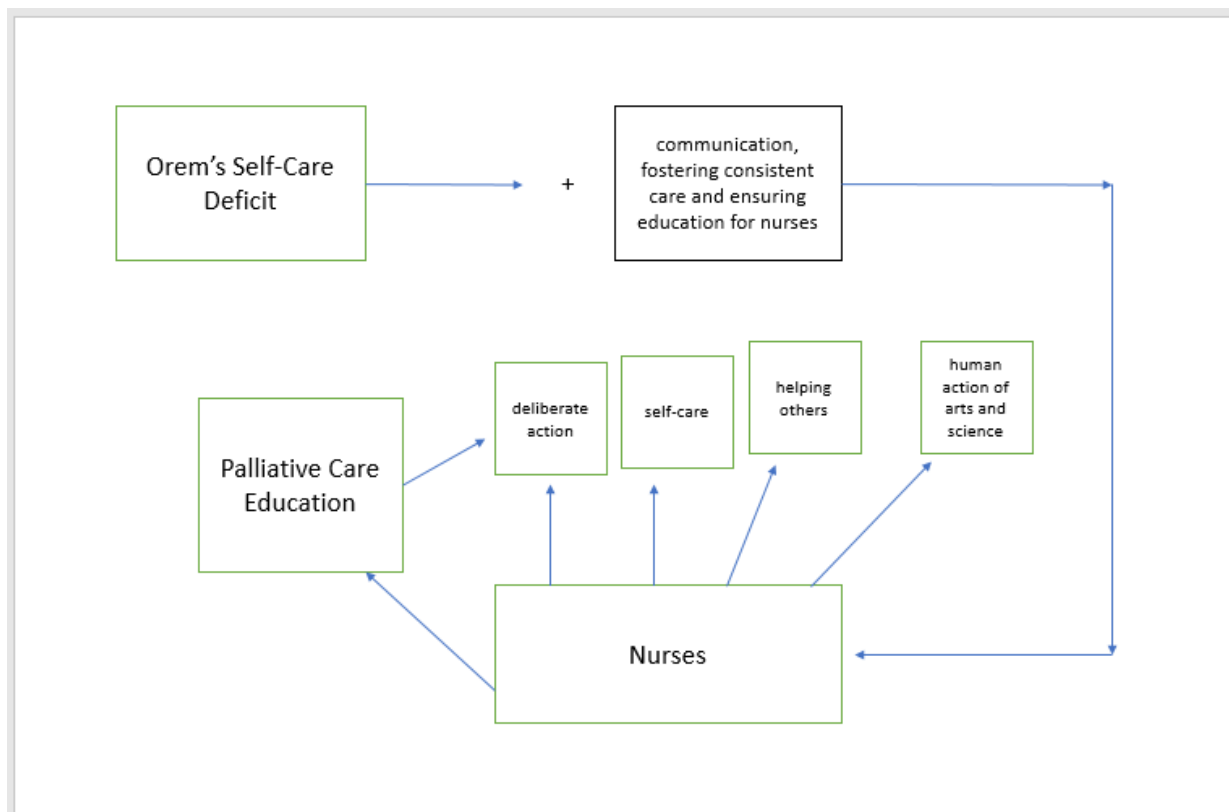 Orem’s Self-Care
Deficit
+
communication,
fostering consistent
care and ensuring
education for nurses
deliberate
action
self-care
helping
others
human
action of
arts and
science
Palliative Care
Education
Nurses